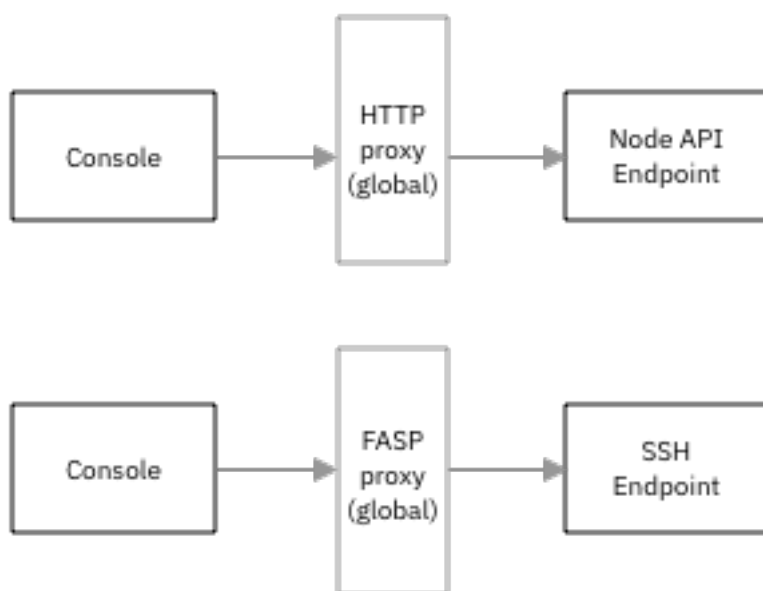 Console
HTTP
proxy
(global)
Node API
Endpoint
Console
FASP
proxy
(global)
SSH
Endpoint